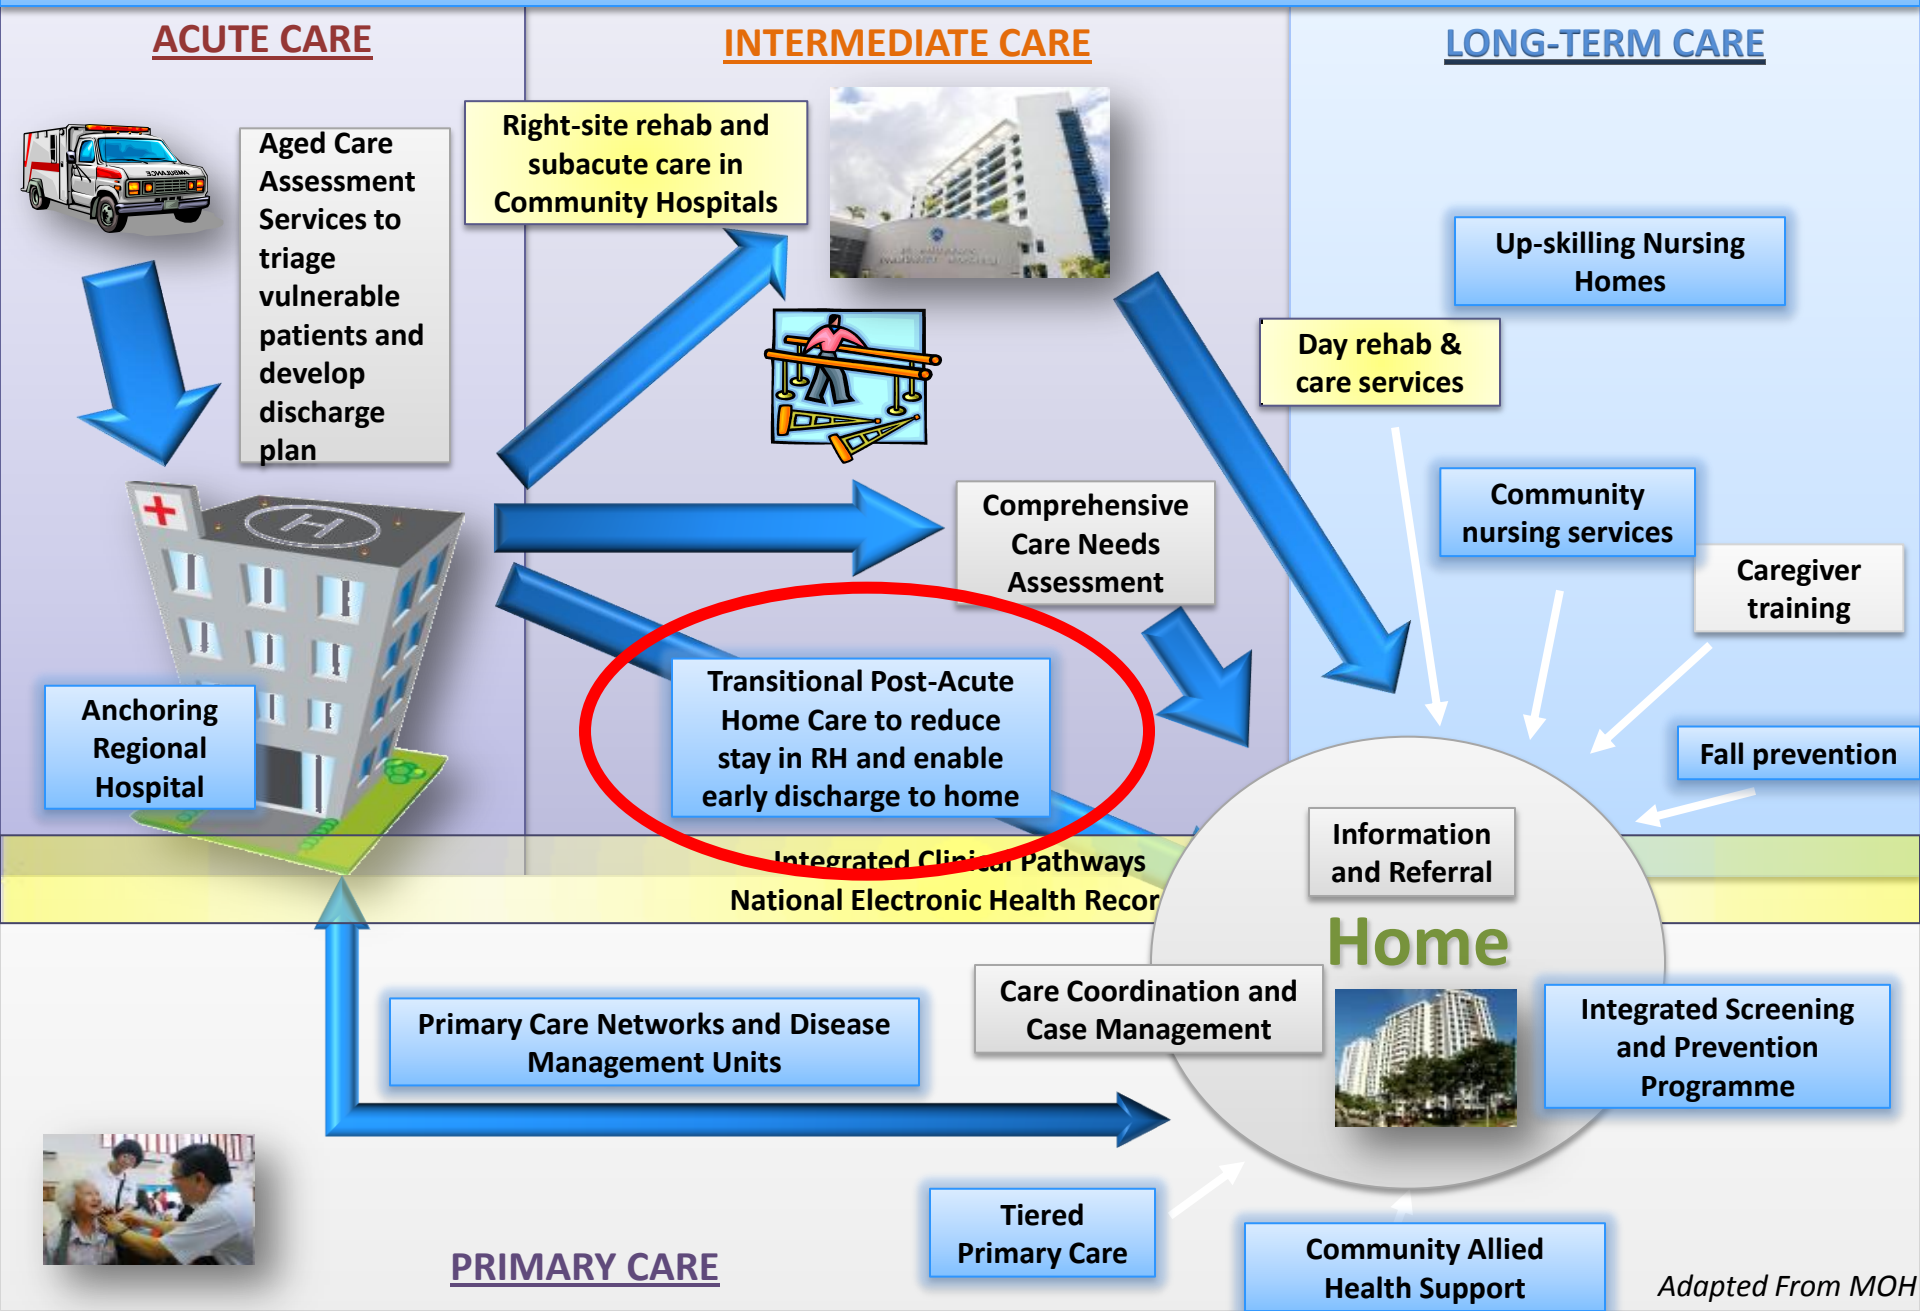 ACUTE CARE
INTERMEDIATE CARE
LONG-TERM CARE
AMBULANCE
Aged Care
Assessment
Services to
triage
vulnerable
patients and
develop
discharge
plan
Right-site rehab and
subacute care in
Community Hospitals
Up-skilling Nursing
Homes
Day rehab &
care services
Community
nursing services
Caregiver
training
Fall prevention
Comprehensive
Care Needs
Assessment
H
Anchoring
Regional
Hospital
Transitional Post-Acute
Home Care to reduce
stay in RH and enable
early discharge to home
Integrated Clinical Pathways
National Electronic Health Recor
Information
and Referral
Home
Care Coordination and
Case Management
Integrated Screening
and Prevention
Programme
Primary Care Networks and Disease
Management Units
Tiered
Primary Care
Community Allied
Health Support
PRIMARY CARE
Adapted From MOH